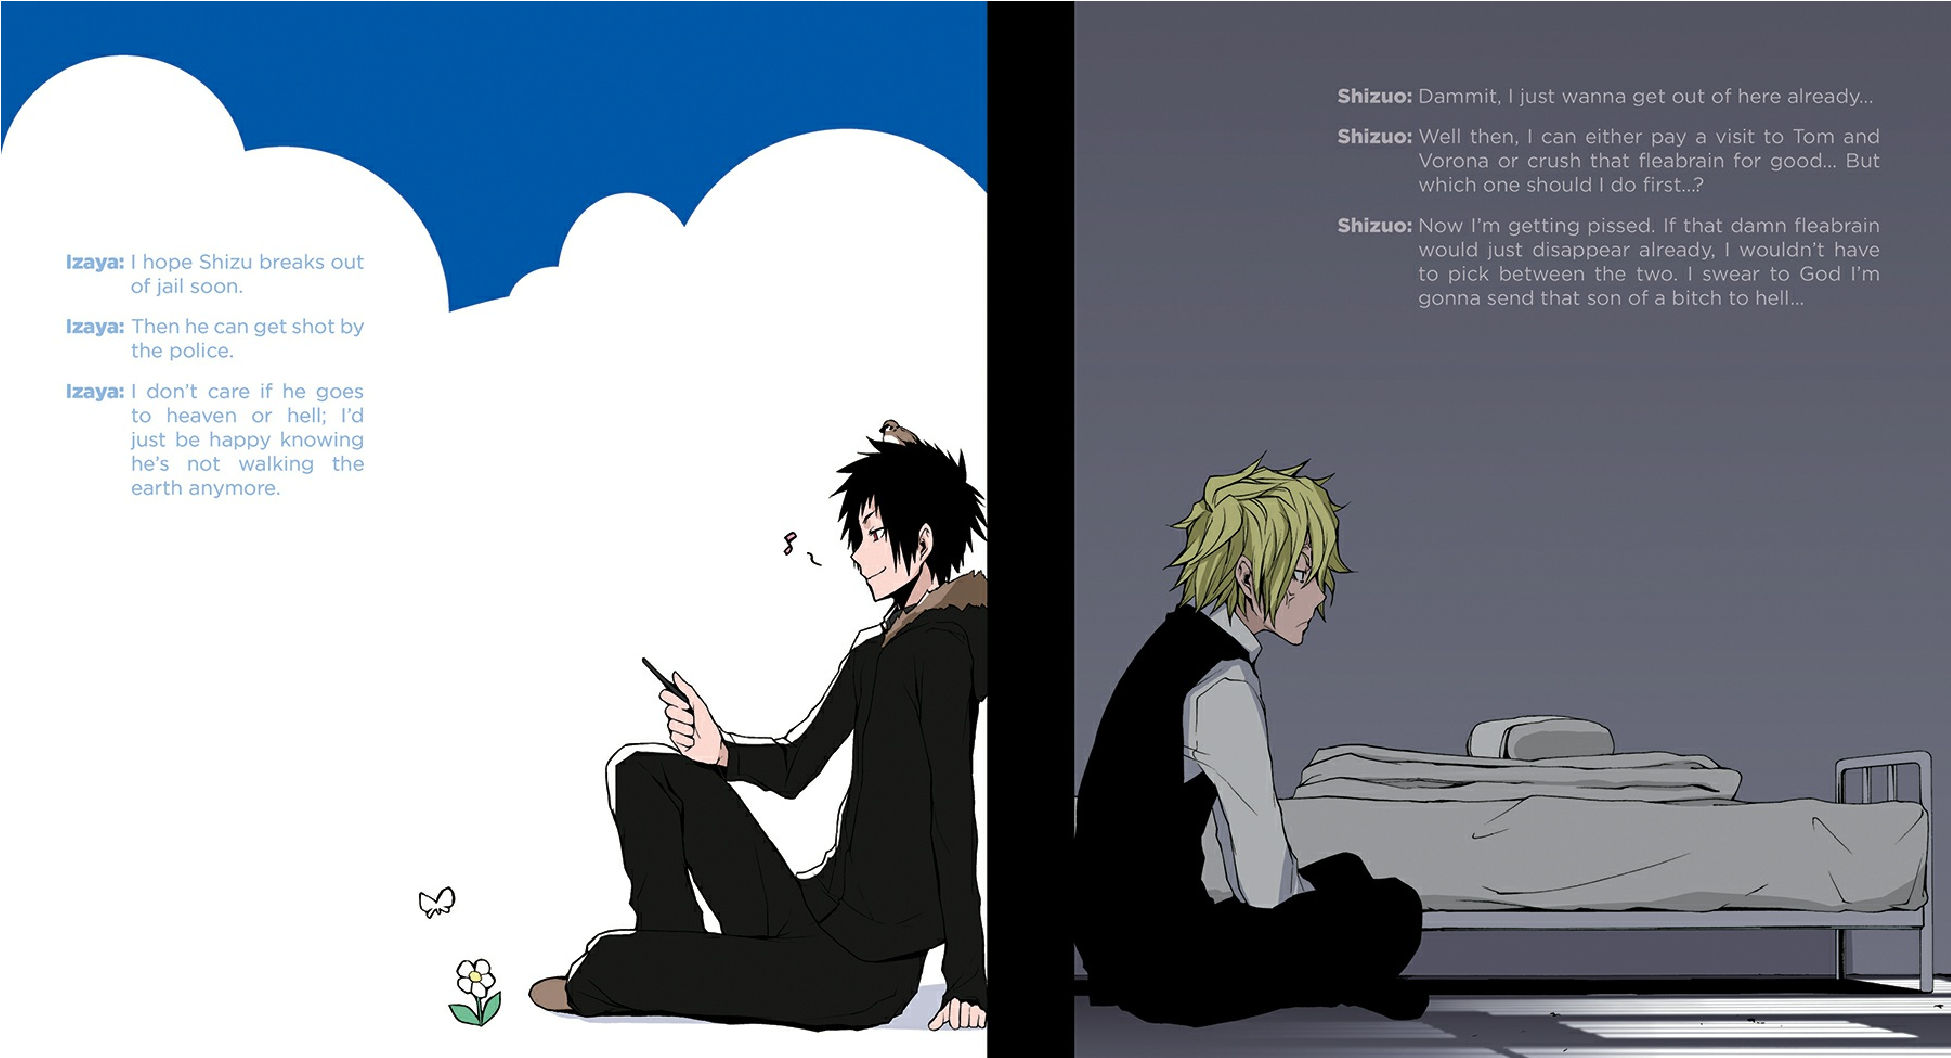 Izaya: I hope Shizu breaks out
of jail soon.
Izaya: Then he can get shot by
the police.
Izaya: I don't care if he goes
to heaven or hell; I'd
just be happy knowing
he's not walking the
earth anymore.
Shizuo: Dammit, I just wanna get out of here already...
Shizuo: Well then, I can either pay a visit to Tom and
Vorona or crush that fleabrain for good... But
which one should I do first...?
Shizuo: Now I'm getting pissed. If that damn fleabrain
would just disappear already, I wouldn't have
to pick between the two. I swear to God I'm
gonna send that son of a bitch to hell...